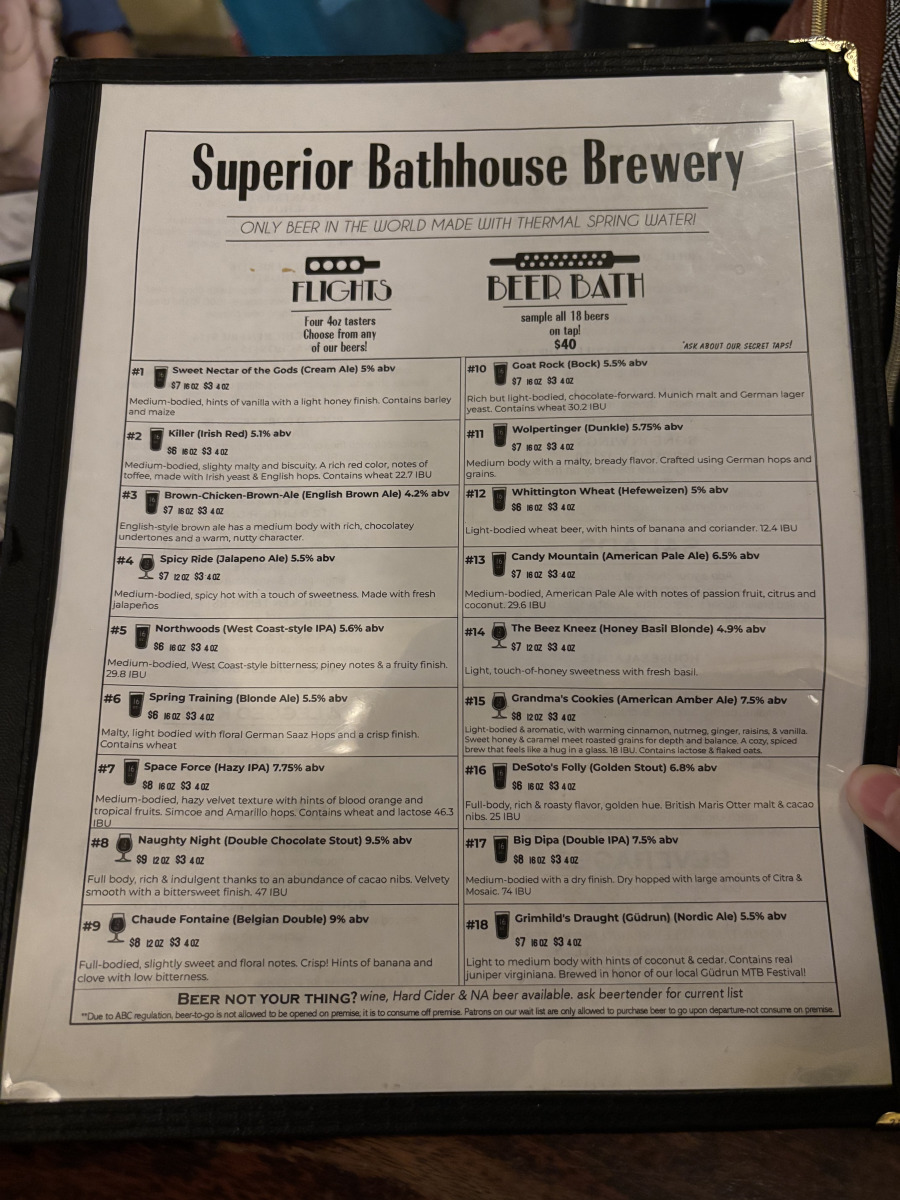 Superior Bathhouse Brewery
ONLY BEER IN THE WORLD MADE WITH THERMAL SPRING WATER!
FLIGHTS
Four 4oz tasters
Choose from any
of our beers!
BEER BATH
sample all 18 beers
on tap!
$40
*ASK ABOUT OUR SECRET TAPS!
#1 Sweet Nectar of the Gods (Cream Ale) 5% abv
$7 16 OZ $3 4 OZ
Medium-bodied, hints of vanilla with a light honey finish. Contains barley
and maize
#2 Killer (Irish Red) 5.1% abv
$6 16 OZ $3 4 OZ
Medium-bodied, slighty malty and biscuity. A rich red color, notes of
toffee, made with Irish yeast & English hops. Contains wheat 22.7 IBU
#3 Brown-Chicken-Brown-Ale (English Brown Ale) 4.2% abv
$7 16 OZ $3 4 OZ
English-style brown ale has a medium body with rich, chocolatey
undertones and a warm, nutty character.
#4 Spicy Ride (Jalapeno Ale) 5.5% abv
$7 12 OZ $3 4 OZ
Medium-bodied, spicy hot with a touch of sweetness. Made with fresh
jalapeños
#5 Northwoods (West Coast-style IPA) 5.6% abv
$6 16 OZ $3 4 OZ
Medium-bodied, West Coast-style bitterness; piney notes & a fruity finish.
29.8 IBU
#6 Spring Training (Blonde Ale) 5.5% abv
$6 16 OZ $3 4 OZ
Malty, light bodied with floral German Saaz Hops and a crisp finish.
Contains wheat
#7 Space Force (Hazy IPA) 7.75% abv
$8 16 OZ $3 4 OZ
Medium-bodied, hazy velvet texture with hints of blood orange and
tropical fruits. Simcoe and Amarillo hops. Contains wheat and lactose 46.3
IBU
#8 Naughty Night (Double Chocolate Stout) 9.5% abv
$9 12 OZ $3 4 OZ
Full body, rich & indulgent thanks to an abundance of cacao nibs. Velvety
smooth with a bittersweet finish. 47 IBU
#9 Chaude Fontaine (Belgian Double) 9% abv
$8 12 OZ $3 4 OZ
Full-bodied, slightly sweet and floral notes. Crisp! Hints of banana and
clove with low bitterness.
#10 Goat Rock (Bock) 5.5% abv
$7 16 OZ $3 4 OZ
Rich but light-bodied, chocolate-forward. Munich malt and German lager
yeast. Contains wheat 30.2 IBU
#11 Wolpertinger (Dunkle) 5.75% abv
$7 16 OZ $3 4 OZ
Medium body with a malty, bready flavor. Crafted using German hops and
grains.
#12 Whittington Wheat (Hefeweizen) 5% abv
$6 16 OZ $3 4 OZ
Light-bodied wheat beer, with hints of banana and coriander. 12.4 IBU
#13 Candy Mountain (American Pale Ale) 6.5% abv
$7 16 OZ $3 4 OZ
Medium-bodied, American Pale Ale with notes of passion fruit, citrus and
coconut. 29.6 IBU
#14 The Beez Kneez (Honey Basil Blonde) 4.9% abv
$7 12 OZ $3 4 OZ
Light, touch-of-honey sweetness with fresh basil.
#15 Grandma's Cookies (American Amber Ale) 7.5% abv
$8 12 OZ $3 4 OZ
Light-bodied & aromatic, with warming cinnamon, nutmeg, ginger, raisins, & vanilla.
Sweet honey & caramel meet roasted grains for depth and balance. A cozy, spiced
brew that feels like a hug in a glass. 18 IBU. Contains lactose & flaked oats.
#16 DeSoto's Folly (Golden Stout) 6.8% abv
$6 16 OZ $3 4 OZ
Full-body, rich & roasty flavor, golden hue. British Maris Otter malt & cacao
nibs. 25 IBU
#17 Big Dipa (Double IPA) 7.5% abv
$8 16 OZ $3 4 OZ
Medium-bodied with a dry finish. Dry hopped with large amounts of Citra &
Mosaic. 74 IBU
#18 Grimhild's Draught (Güdrun) (Nordic Ale) 5.5% abv
$7 16 OZ $3 4 OZ
Light to medium body with hints of coconut & cedar. Contains real
juniper virginiana. Brewed in honor of our local Güdrun MTB Festival!
BEER NOT YOUR THING? wine, Hard Cider & NA beer available. ask beertender for current list
**Due to ABC regulation, beer-to-go is not allowed to be opened on premise; it is to consume off premise. Patrons on our wait list are only allowed to purchase beer to go upon departure-not consume on premise.